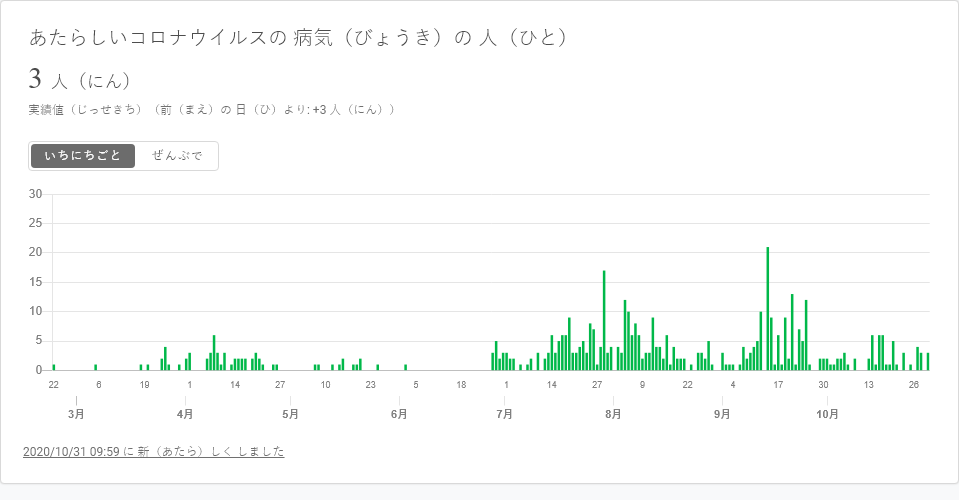 あたらしいコロナウイルスの 病気（びょうき）の 人（ひと）
3 人（にん）
実績値（じっせきち）（前（まえ）の 日（ひ）より: +3 人（にん））
いちにちごと ぜんぶで
30
25
20
15
10
5
0
22 6 19 1 14 27 10 23 5 18 1 14 27 9 22 4 17 30 13 26
3月 4月 5月 6月 7月 8月 9月 10月
2020/10/31 09:59 に 新（あたら）しく しました